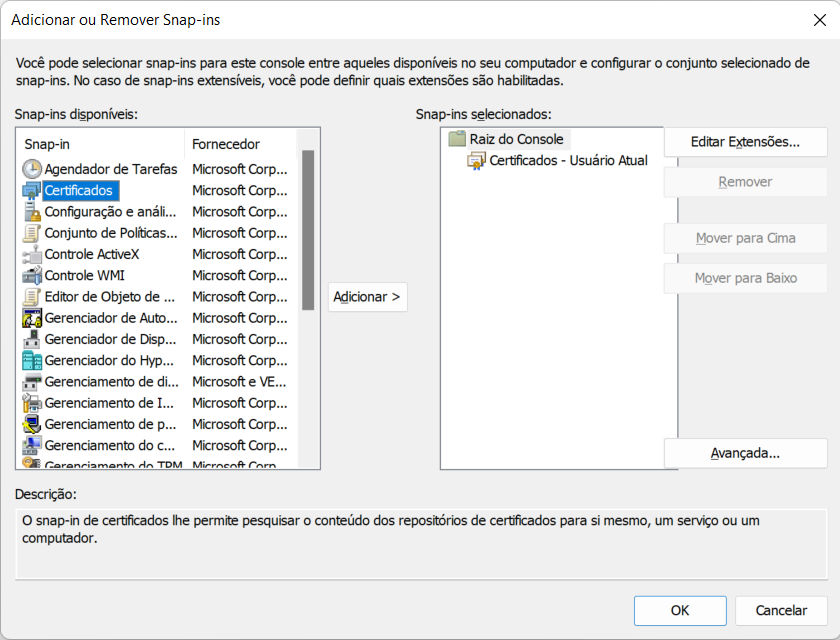 Adicionar ou Remover Snap-ins
Você pode selecionar snap-ins para este console entre aqueles disponíveis no seu computador e configurar o conjunto selecionado de
snap-ins. No caso de snap-ins extensíveis, você pode definir quais extensões são habilitadas.
Snap-ins disponíveis:
Snap-in Fornecedor
Agendador de Tarefas Microsoft Corp...
Certificados Microsoft Corp...
Configuração e análi... Microsoft Corp...
Conjunto de Políticas... Microsoft Corp...
Controle ActiveX Microsoft Corp...
Controle WMI Microsoft Corp...
Editor de Objeto de ... Microsoft Corp...
Gerenciador de Auto... Microsoft Corp...
Gerenciador de Disp... Microsoft Corp...
Gerenciador do Hyp... Microsoft Corp...
Gerenciamento de di... Microsoft e VE...
Gerenciamento de I... Microsoft Corp...
Gerenciamento de p... Microsoft Corp...
Gerenciamento do c... Microsoft Corp...
Gerenciamento do TPM Microsoft Corp...
Adicionar >
Snap-ins selecionados:
Raiz do Console
Certificados - Usuário Atual
Editar Extensões...
Remover
Mover para Cima
Mover para Baixo
Avançada...
Descrição:
O snap-in de certificados lhe permite pesquisar o conteúdo dos repositórios de certificados para si mesmo, um serviço ou um
computador.
OK
Cancelar